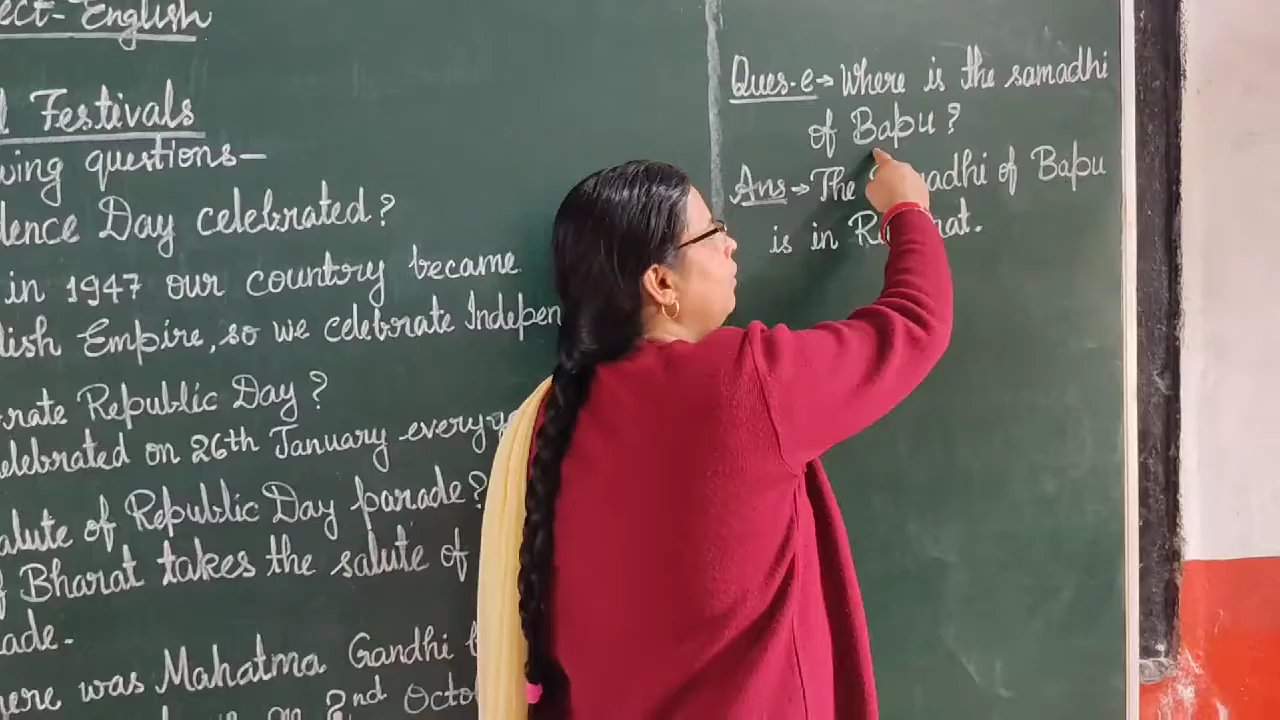 ect- English
Festivals
wing questions—
dence Day celebrated?
in 1947 our country became
lish Empire, so we celebrate Indepen
rate Republic Day?
elebrated on 26th January every
alute of Republic Day parade?
f Bharat takes the salute of
ade-
ere was Mahatma Gandhi
on 2nd Octo
Ques-e→ Where is the samadhi
of Bapu?
Ans→ The adhi of Bapu
is in R at.